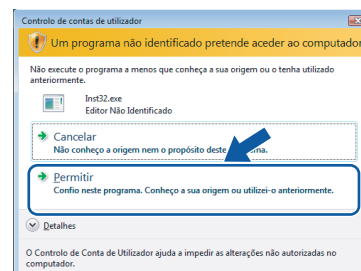 Controlo de contas de utilizador
Um programa não identificado pretende aceder ao computador
Não execute o programa a menos que conheça a sua origem ou o tenha utilizado
anteriormente.
Inst32.exe
Editor Não Identificado
Cancelar
Não conheço a origem nem o propósito deste
Permitir
Confio neste programa. Conheço a sua origem ou utilizei-o anteriormente.
Detalhes
O Controlo de Conta de Utilizador ajuda a impedir as alterações não autorizadas no
computador.